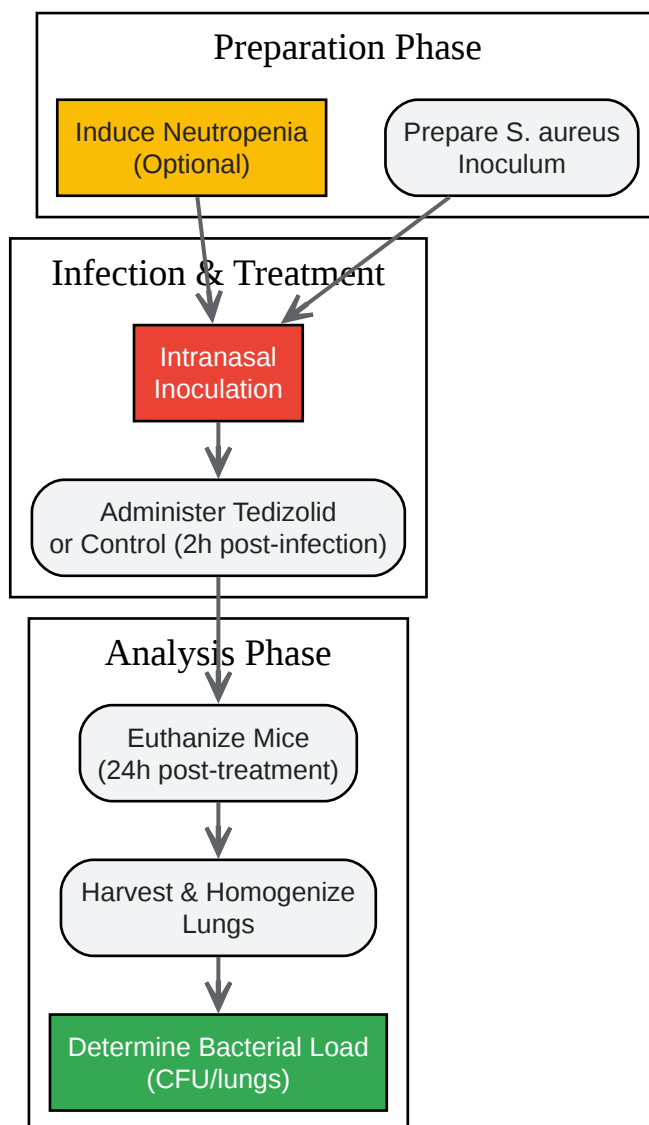 Preparation Phase
Induce Neutropenia
(Optional)
Prepare S. aureus
Inoculum
Infection & Treatment
Intranasal
Inoculation
Administer Tedizolid
or Control (2h post-infection)
Analysis Phase
Euthanize Mice
(24h post-treatment)
Harvest & Homogenize
Lungs
Determine Bacterial Load
(CFU/lungs)